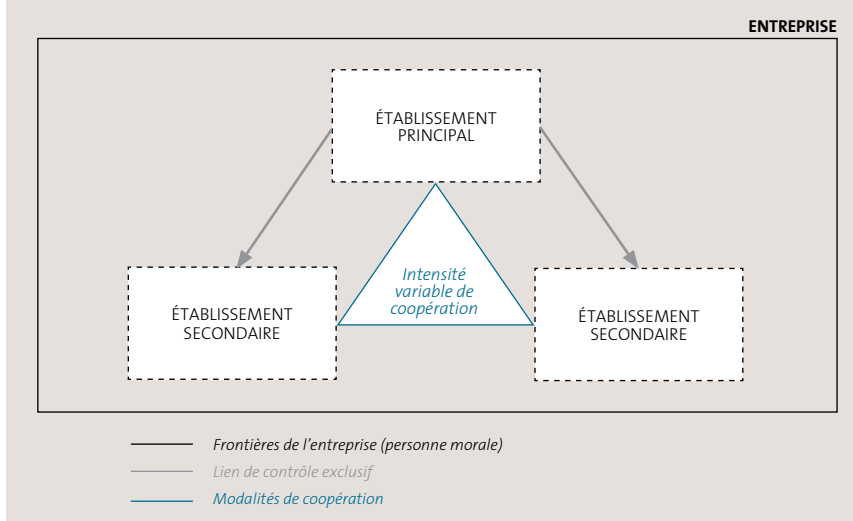 ENTREPRISE
ÉTABLISSEMENT
PRINCIPAL
Intensité
variable de
coopération
ÉTABLISSEMENT
SECONDAIRE
ÉTABLISSEMENT
SECONDAIRE
Frontières de l’entreprise (personne morale)
Lien de contrôle exclusif
Modalités de coopération